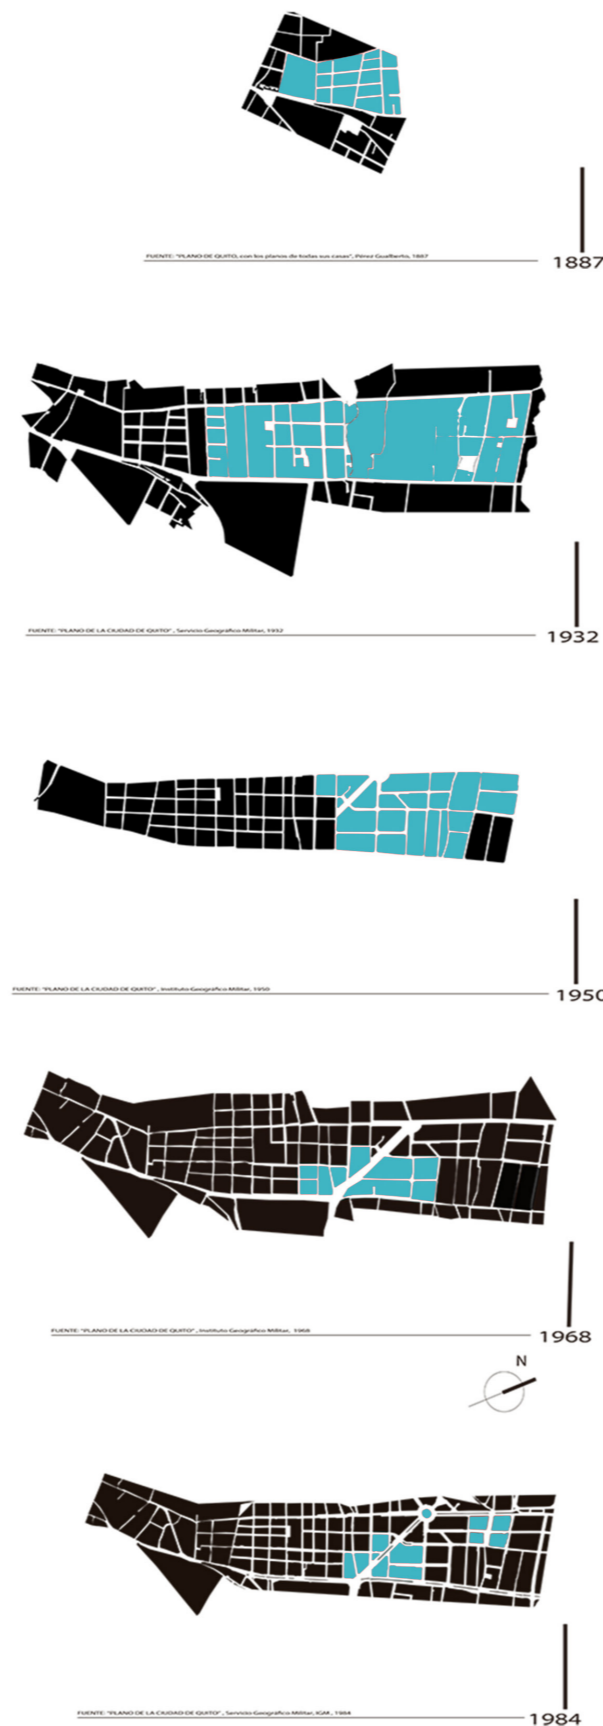 FUENTE: "PLANO DE QUITO, con los planos de todas sus casas", Pérez Gualberto, 1887
1887
FUENTE: "PLANO DE LA CIUDAD DE QUITO" , Servicio Geográfico Militar, 1932
1932
FUENTE: "PLANO DE LA CIUDAD DE QUITO" , Instituto Geográfico Militar, 1950
1950
FUENTE: "PLANO DE LA CIUDAD DE QUITO" , Instituto Geográfico Militar, 1968
1968
N
FUENTE: "PLANO DE LA CIUDAD DE QUITO" , Servicio Geográfico Militar, IGM , 1984
1984